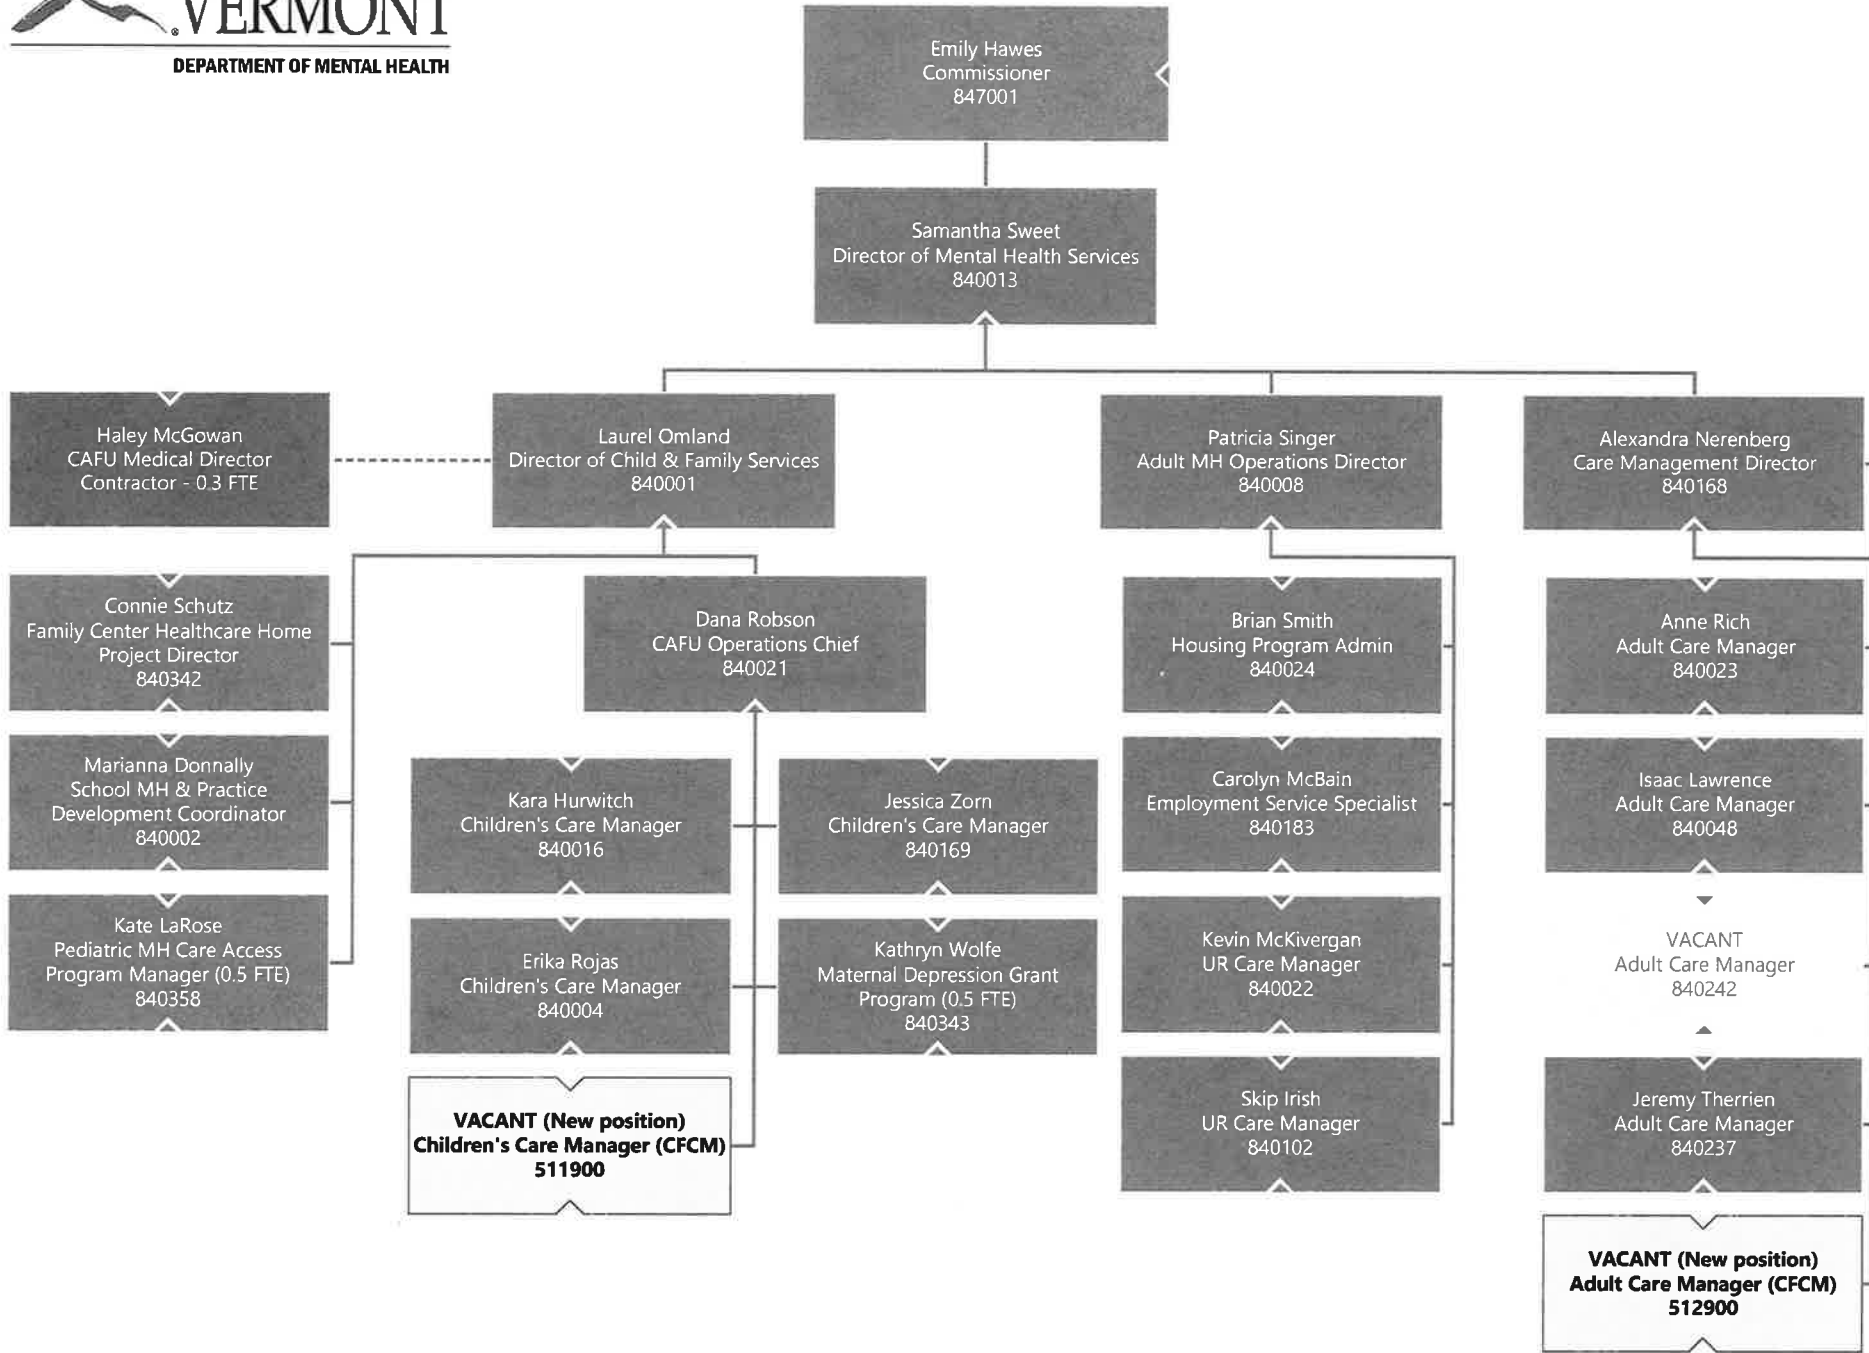 VERMONT
DEPARTMENT OF MENTAL HEALTH
Emily Hawes
Commissioner
847001
Samantha Sweet
Director of Mental Health Services
840013
Haley McGowan
CAFU Medical Director
Contractor - 0.3 FTE
Laurel Omland
Director of Child & Family Services
840001
Patricia Singer
Adult MH Operations Director
840008
Alexandra Nerenberg
Care Management Director
840168
Connie Schutz
Family Center Healthcare Home
Project Director
840342
Marianna Donnally
School MH & Practice
Development Coordinator
840002
Kate LaRose
Pediatric MH Care Access
Program Manager (0.5 FTE)
840358
Dana Robson
CAFU Operations Chief
840021
Kara Hurwitch
Children's Care Manager
840016
Jessica Zorn
Children's Care Manager
840169
Erika Rojas
Children's Care Manager
840004
Kathryn Wolfe
Maternal Depression Grant
Program (0.5 FTE)
840343
VACANT (New position)
Children's Care Manager (CFCM)
511900
Brian Smith
Housing Program Admin
840024
Carolyn McBain
Employment Service Specialist
840183
Kevin McKivergan
UR Care Manager
840022
Skip Irish
UR Care Manager
840102
Anne Rich
Adult Care Manager
840023
Isaac Lawrence
Adult Care Manager
840048
VACANT
Adult Care Manager
840242
Jeremy Therrien
Adult Care Manager
840237
VACANT (New position)
Adult Care Manager (CFCM)
512900